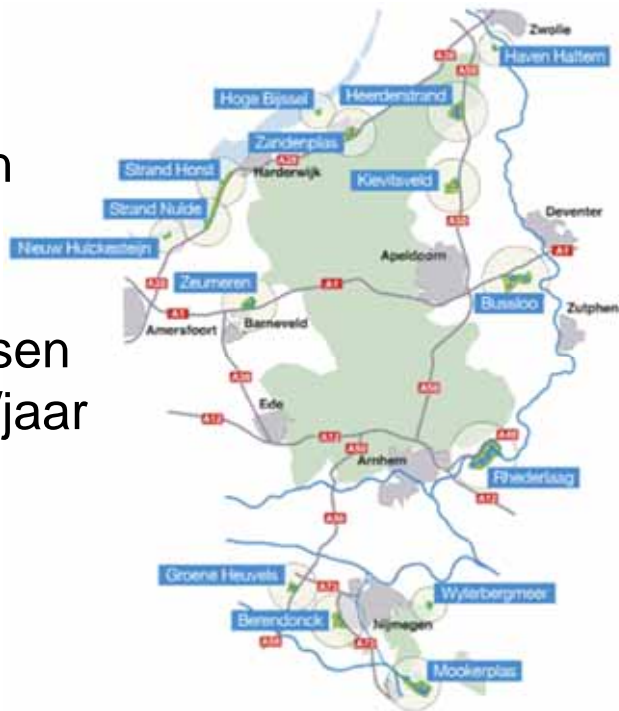 n
sen
/jaar
Zwolle
Haven Hattem
A28
A50
Hoge Bijssel
Heerderstrand
Zandenplas
Strand Horst
A28
Harderwijk
Kievitsveld
Strand Nulde
Deventer
Nieuw Hulckesteijn
A50
A1
Apeldoorn
A28
Zeumeren
A1
Bussloo
A1
Zutphen
Amersfoort
Barneveld
A30
A50
Ede
A12
A12
A50
A48
Arnhem
Rhederlaag
A12
A50
Groene Heuvels
A73
Wylerbergmeer
Berendonck
Nijmegen
A73
Mookerplas